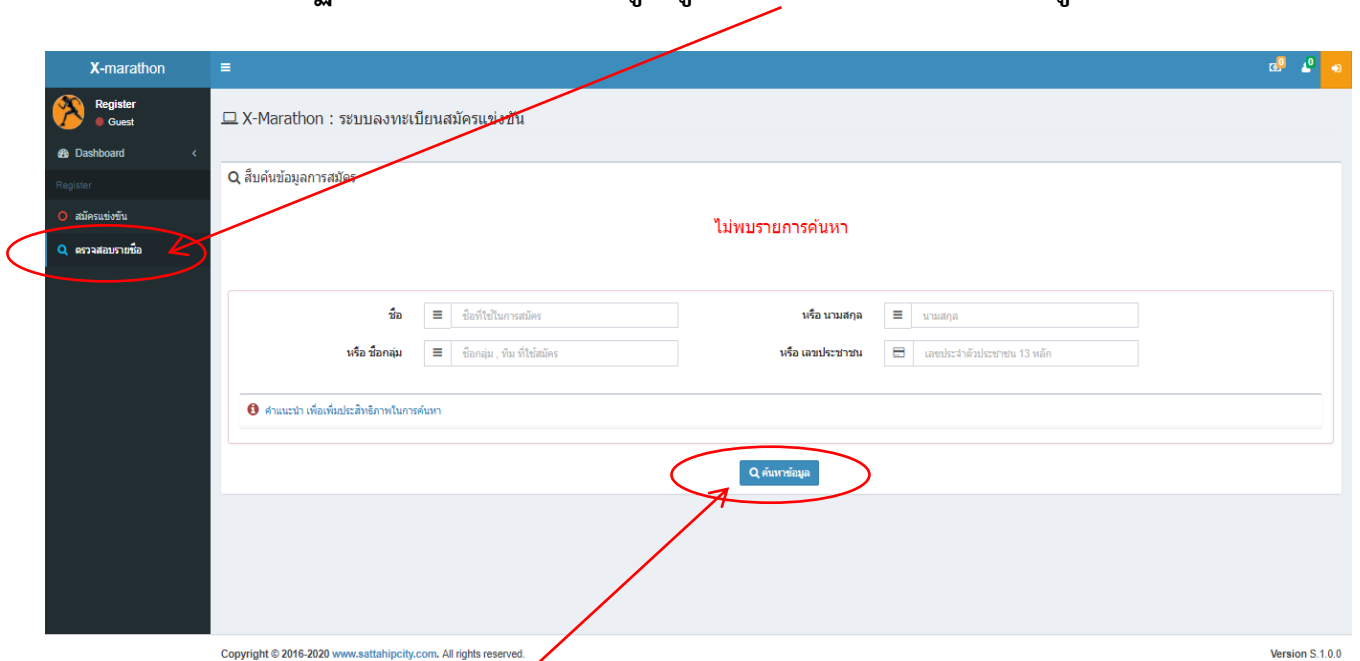 X-marathon
0 0
Register
Guest
X-Marathon : ระบบลงทะเบียนสมัครแข่งขัน
Dashboard
Register
สืบค้นข้อมูลการสมัคร
สมัครแข่งขัน
ไม่พบรายการค้นหา
ตรวจสอบรายชื่อ
ชื่อ ชื่อที่ใช้ในการสมัคร หรือ นามสกุล นามสกุล
หรือ ชื่อกลุ่ม ชื่อกลุ่ม , ทีม ที่ใช้สมัคร หรือ เลขประชาชน เลขประจำตัวประชาชน 13 หลัก
คำแนะนำ เพื่อเพิ่มประสิทธิภาพในการค้นหา
ค้นหาข้อมูล
Copyright © 2016-2020 www.sattahipcity.com. All rights reserved. Version S.1.0.0